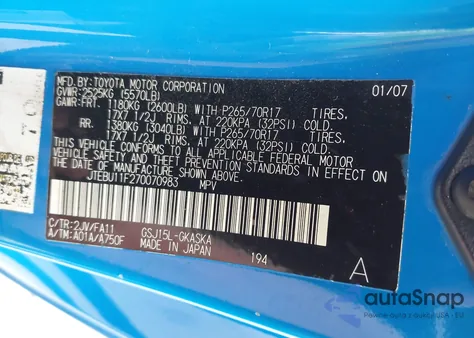 MFD.BY: TOYOTA MOTOR CORPORATION 01/07
GVWR:2525KG (5570LB)
GAWR:FRT. 1180KG (2600LB) WITH P265/70R17 TIRES,
17X7 1/2J RIMS, AT 220KPA (32PSI) COLD.
RR. 1380KG (3040LB) WITH P265/70R17 TIRES,
17X7 1/2J RIMS, AT 220KPA (32PSI) COLD.
THIS VEHICLE CONFORMS TO ALL APPLICABLE FEDERAL MOTOR
VEHICLE SAFETY AND BUMPER STANDARDS IN EFFECT ON
THE DATE OF MANUFACTURE SHOWN ABOVE.
JTEBU11F270070983 MPV
C/TR:2JV/FA11 GSJ15L-GKASKA
A/TM:A01A/A750F MADE IN JAPAN 194 A
autoSnap